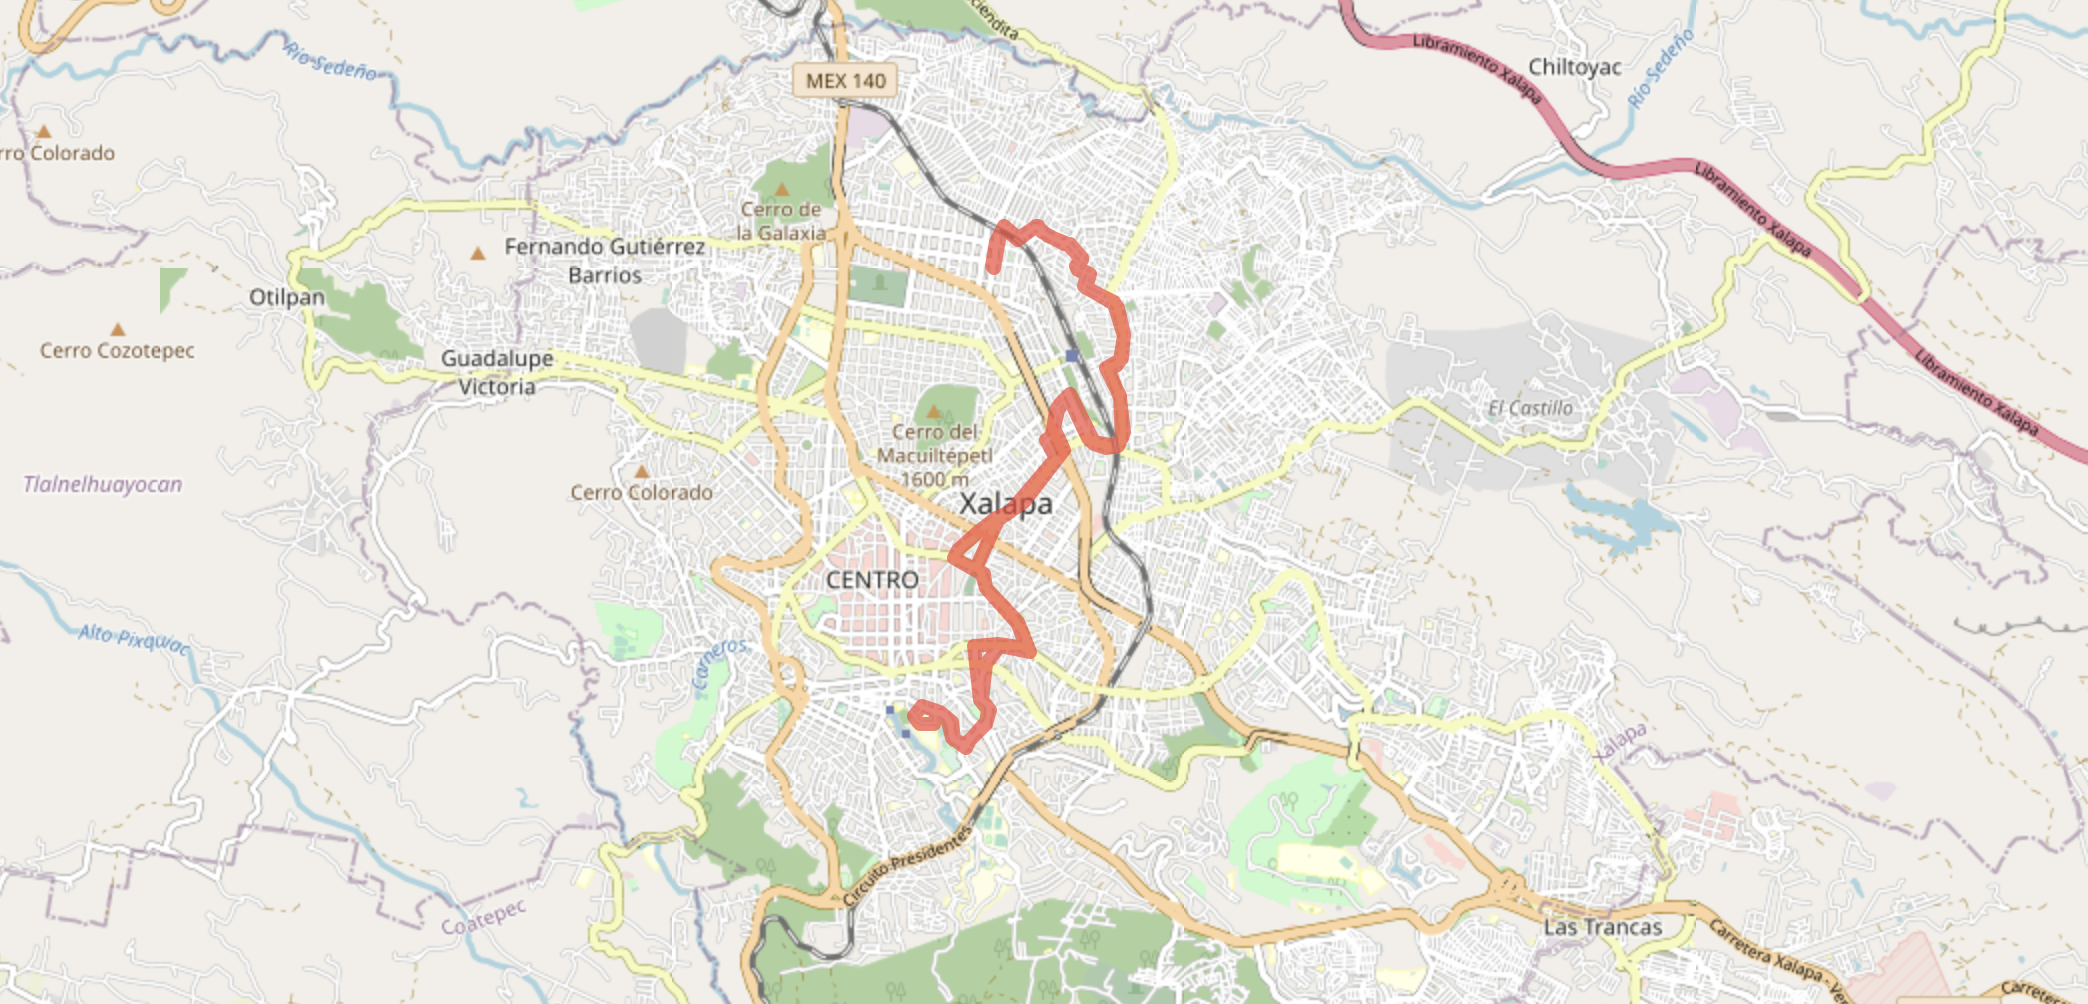 ciendita
Río Sedeño
MEX 140
Libramiento Xalapa
Chiltoyac
Río Sedeño
rro Colorado
Libramiento Xalapa
Cerro de
la Galaxia
Fernando Gutiérrez
Barrios
Otilpan
Cerro Cozotepec
Guadalupe
Victoria
Libramiento Xalapa
El Castillo
Cerro del
Macuiltépetl
1600 m
Tlalnelhuayocan
Cerro Colorado
Xalapa
CENTRO
Alto Pixquiac
Carneros
Xalapa
Circuito Presidentes
Coatepec
Las Trancas
Carretera Xalapa - Ver
Carrete